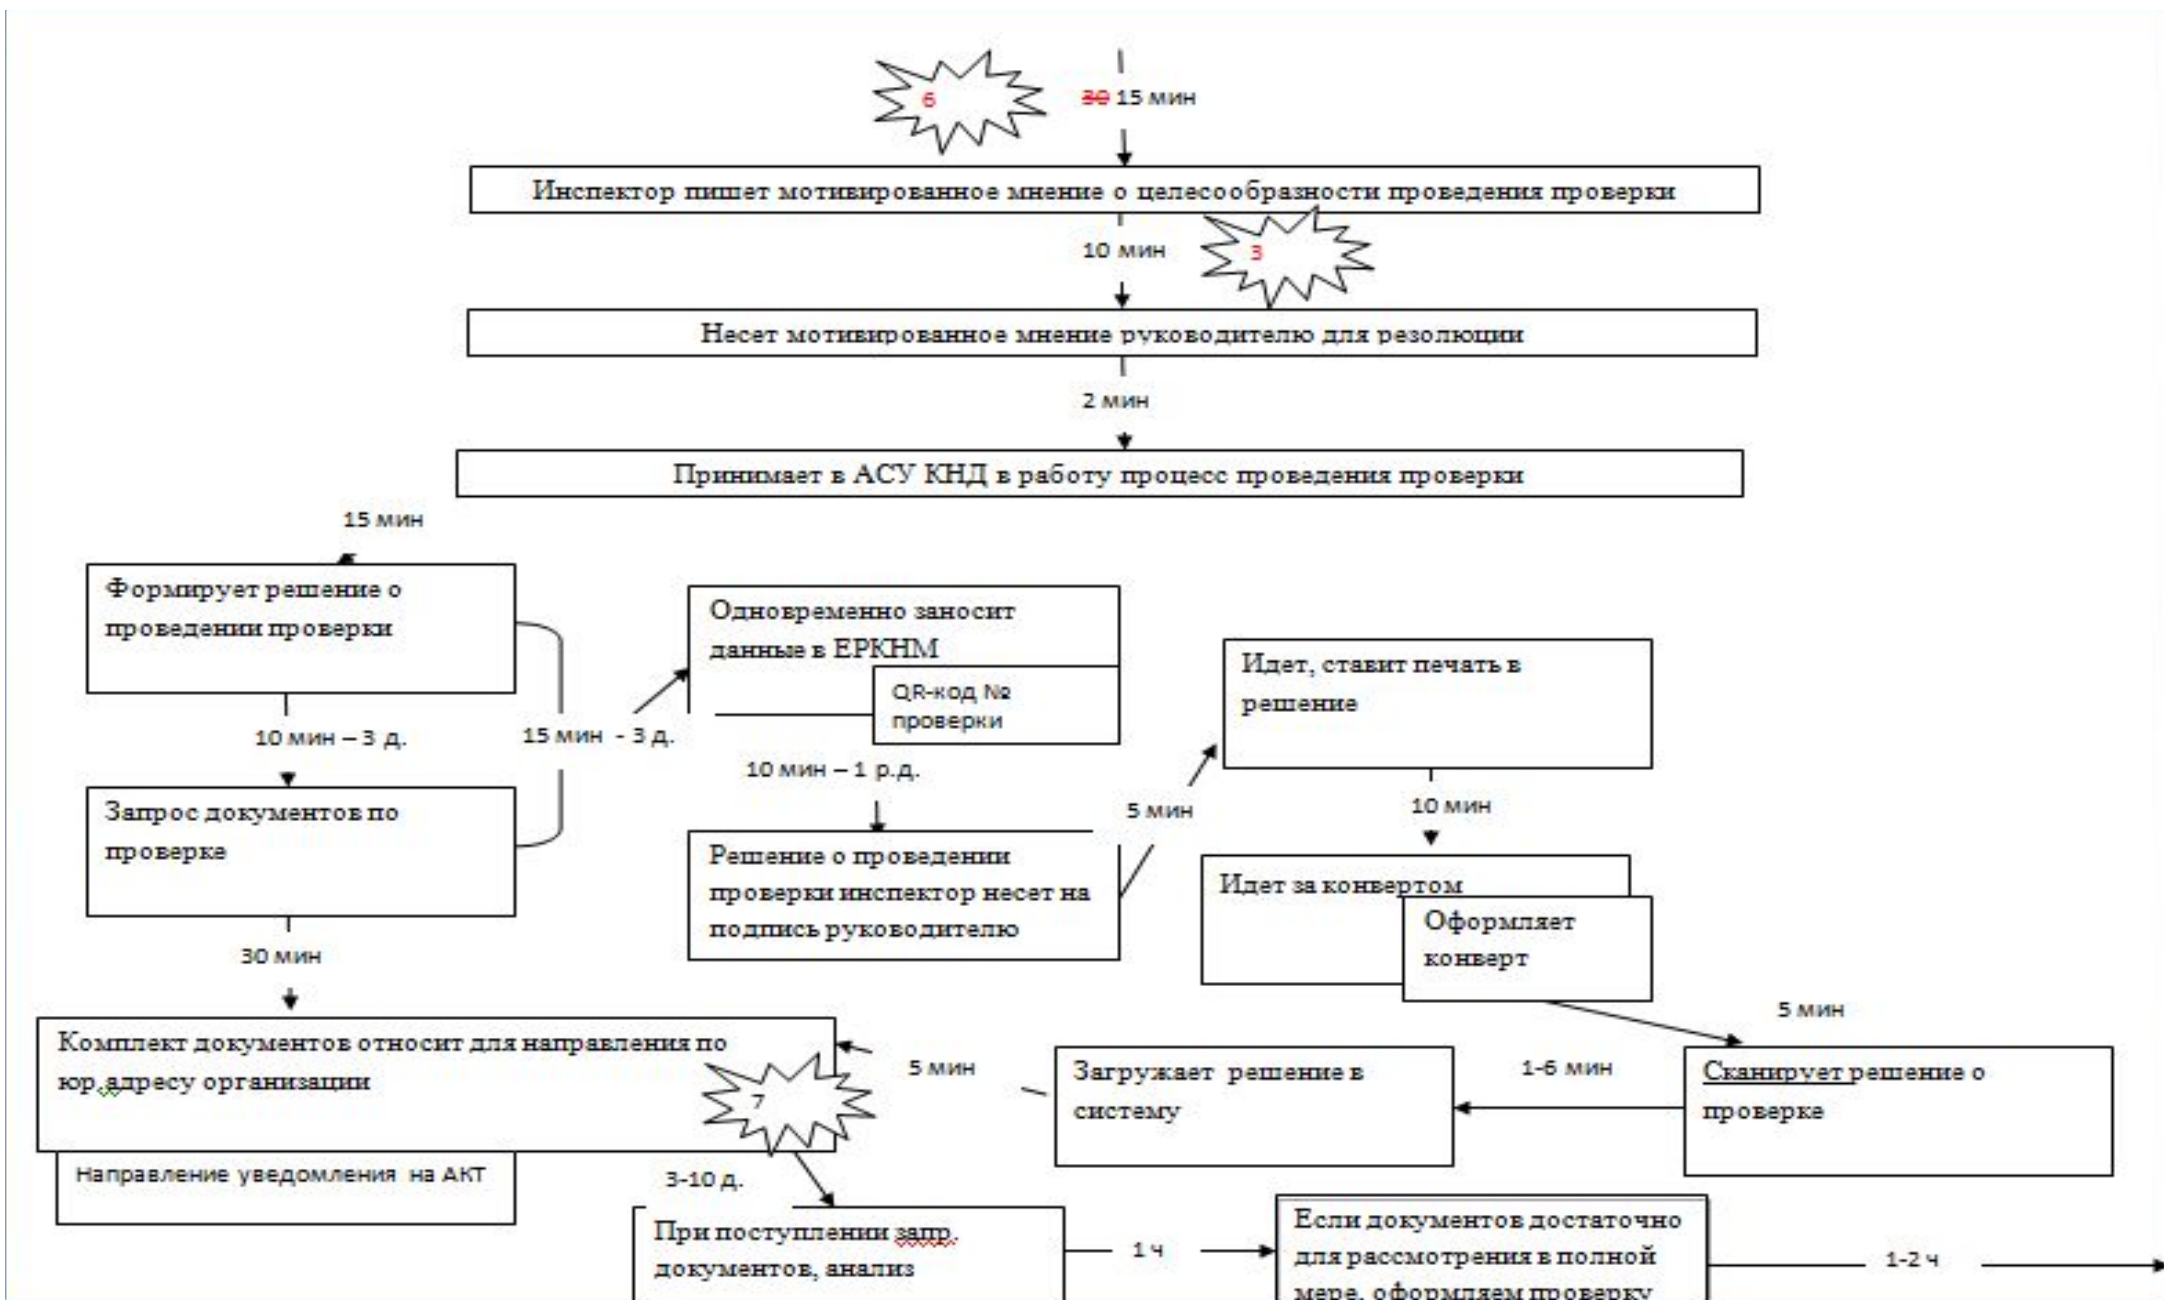 6
30 15 мин
Инспектор пишет мотивированное мнение о целесообразности проведения проверки
10 мин
3
Несет мотивированное мнение руководителю для резолюции
2 мин
Принимает в АСУ КНД в работу процесс проведения проверки
15 мин
Формирует решение о
проведении проверки
10 мин – 3 д.
Запрос документов по
проверке
30 мин
15 мин - 3 д.
Одновременно заносит
данные в ЕРКНМ
QR-код №
проверки
10 мин – 1 р.д.
Решение о проведении
проверки инспектор несет на
подпись руководителю
5 мин
Идет, ставит печать в
решение
10 мин
Идет за конвертом
Оформляет
конверт
5 мин
Сканирует решение о
проверке
1-6 мин
Загружает решение в
систему
5 мин
Комплект документов относит для направления по
юр.адресу организации
7
Направление уведомления на АКТ
3-10 д.
При поступлении запр.
документов, анализ
1 ч
Если документов достаточно
для рассмотрения в полной
мере, оформляем проверку
1-2 ч